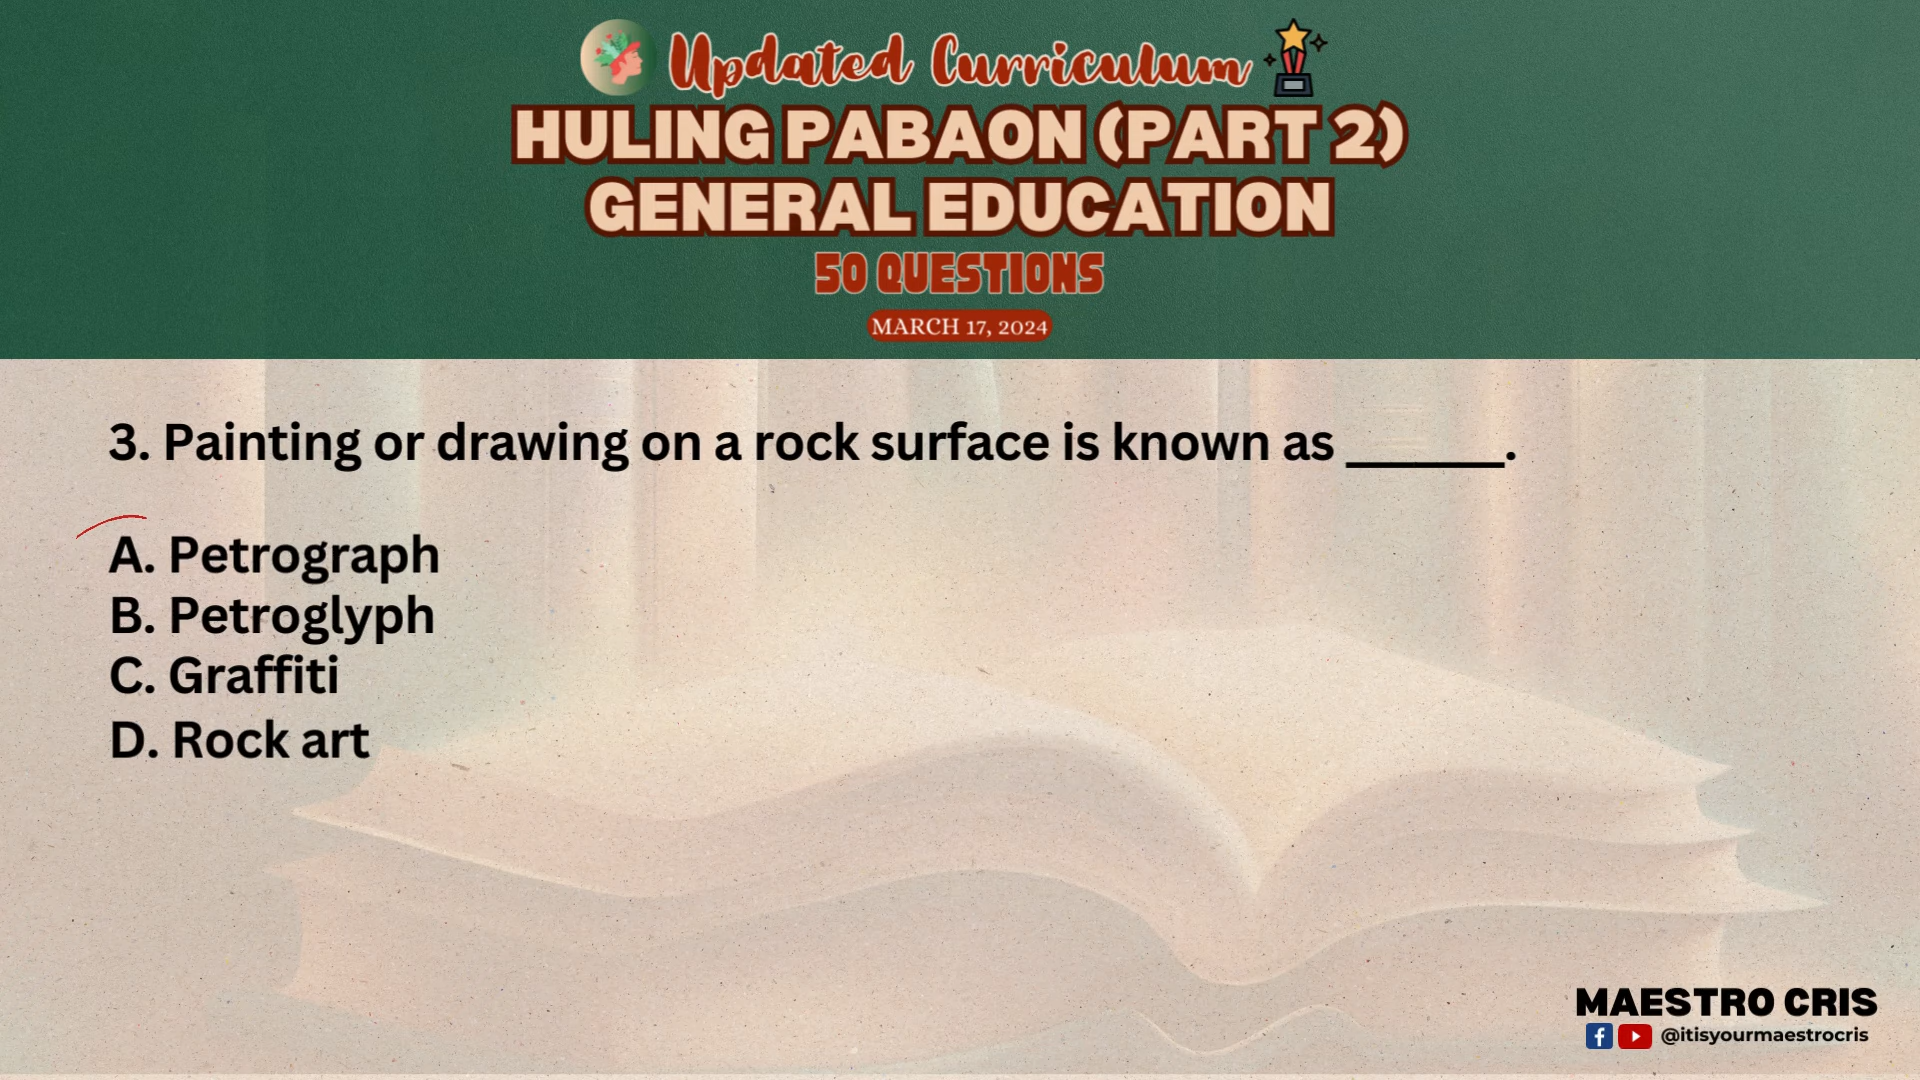 Updated Curriculum
HULING PABAON (PART 2)
GENERAL EDUCATION
50 QUESTIONS
MARCH 17, 2024
3. Painting or drawing on a rock surface is known as ______.
A. Petrograph
B. Petroglyph
C. Graffiti
D. Rock art
MAESTRO CRIS
@itisyourmaestrocris